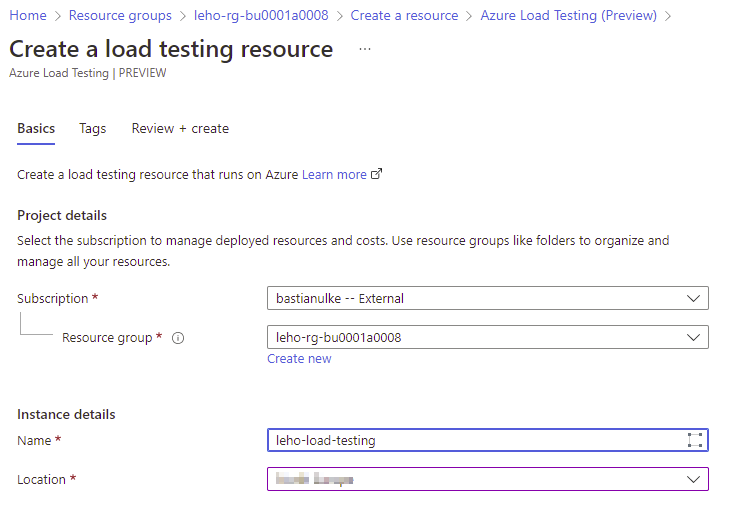 Home > Resource groups > leho-rg-bu0001a0008 > Create a resource > Azure Load Testing (Preview) >
Create a load testing resource ...
Azure Load Testing | PREVIEW
Basics Tags Review + create
Create a load testing resource that runs on Azure Learn more
Project details
Select the subscription to manage deployed resources and costs. Use resource groups like folders to organize and
manage all your resources.
Subscription * bastianulke -- External
Resource group * leho-rg-bu0001a0008
Create new
Instance details
Name * leho-load-testing
Location *